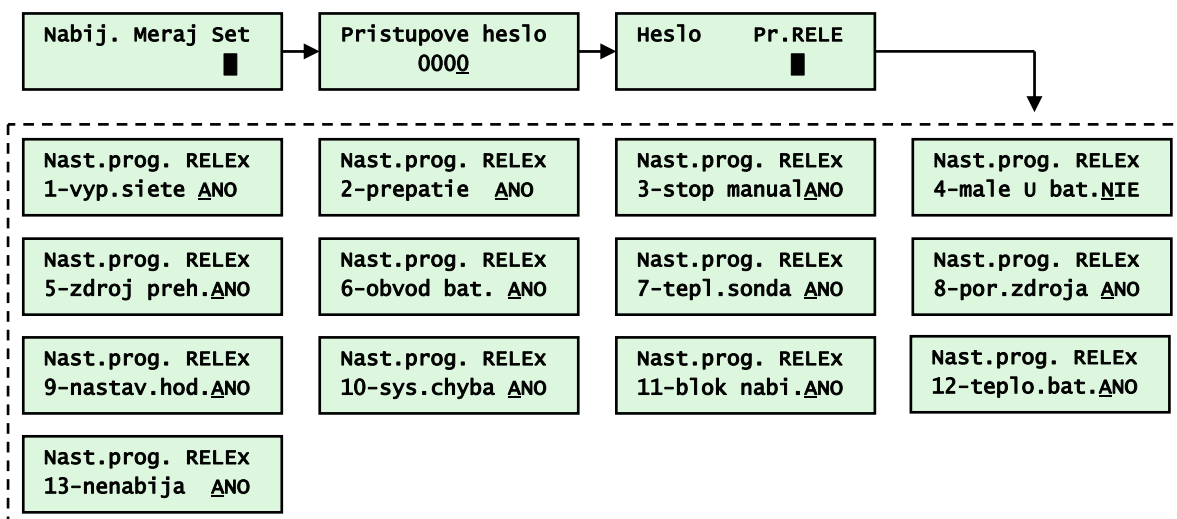 Nabij. Meraj Set
Pristupove heslo
0000
Heslo Pr.RELE
Nast.prog. RELEx
1-vyp.siete ANO
Nast.prog. RELEx
2-prepatie ANO
Nast.prog. RELEx
3-stop manualANO
Nast.prog. RELEx
4-male U bat.NIE
Nast.prog. RELEx
5-zdroj preh.ANO
Nast.prog. RELEx
6-obvod bat. ANO
Nast.prog. RELEx
7-tepl.sonda ANO
Nast.prog. RELEx
8-por.zdroja ANO
Nast.prog. RELEx
9-nastav.hod.ANO
Nast.prog. RELEx
10-sys.chyba ANO
Nast.prog. RELEx
11-blok nabi.ANO
Nast.prog. RELEx
12-teplo.bat.ANO
Nast.prog. RELEx
13-nenabija ANO